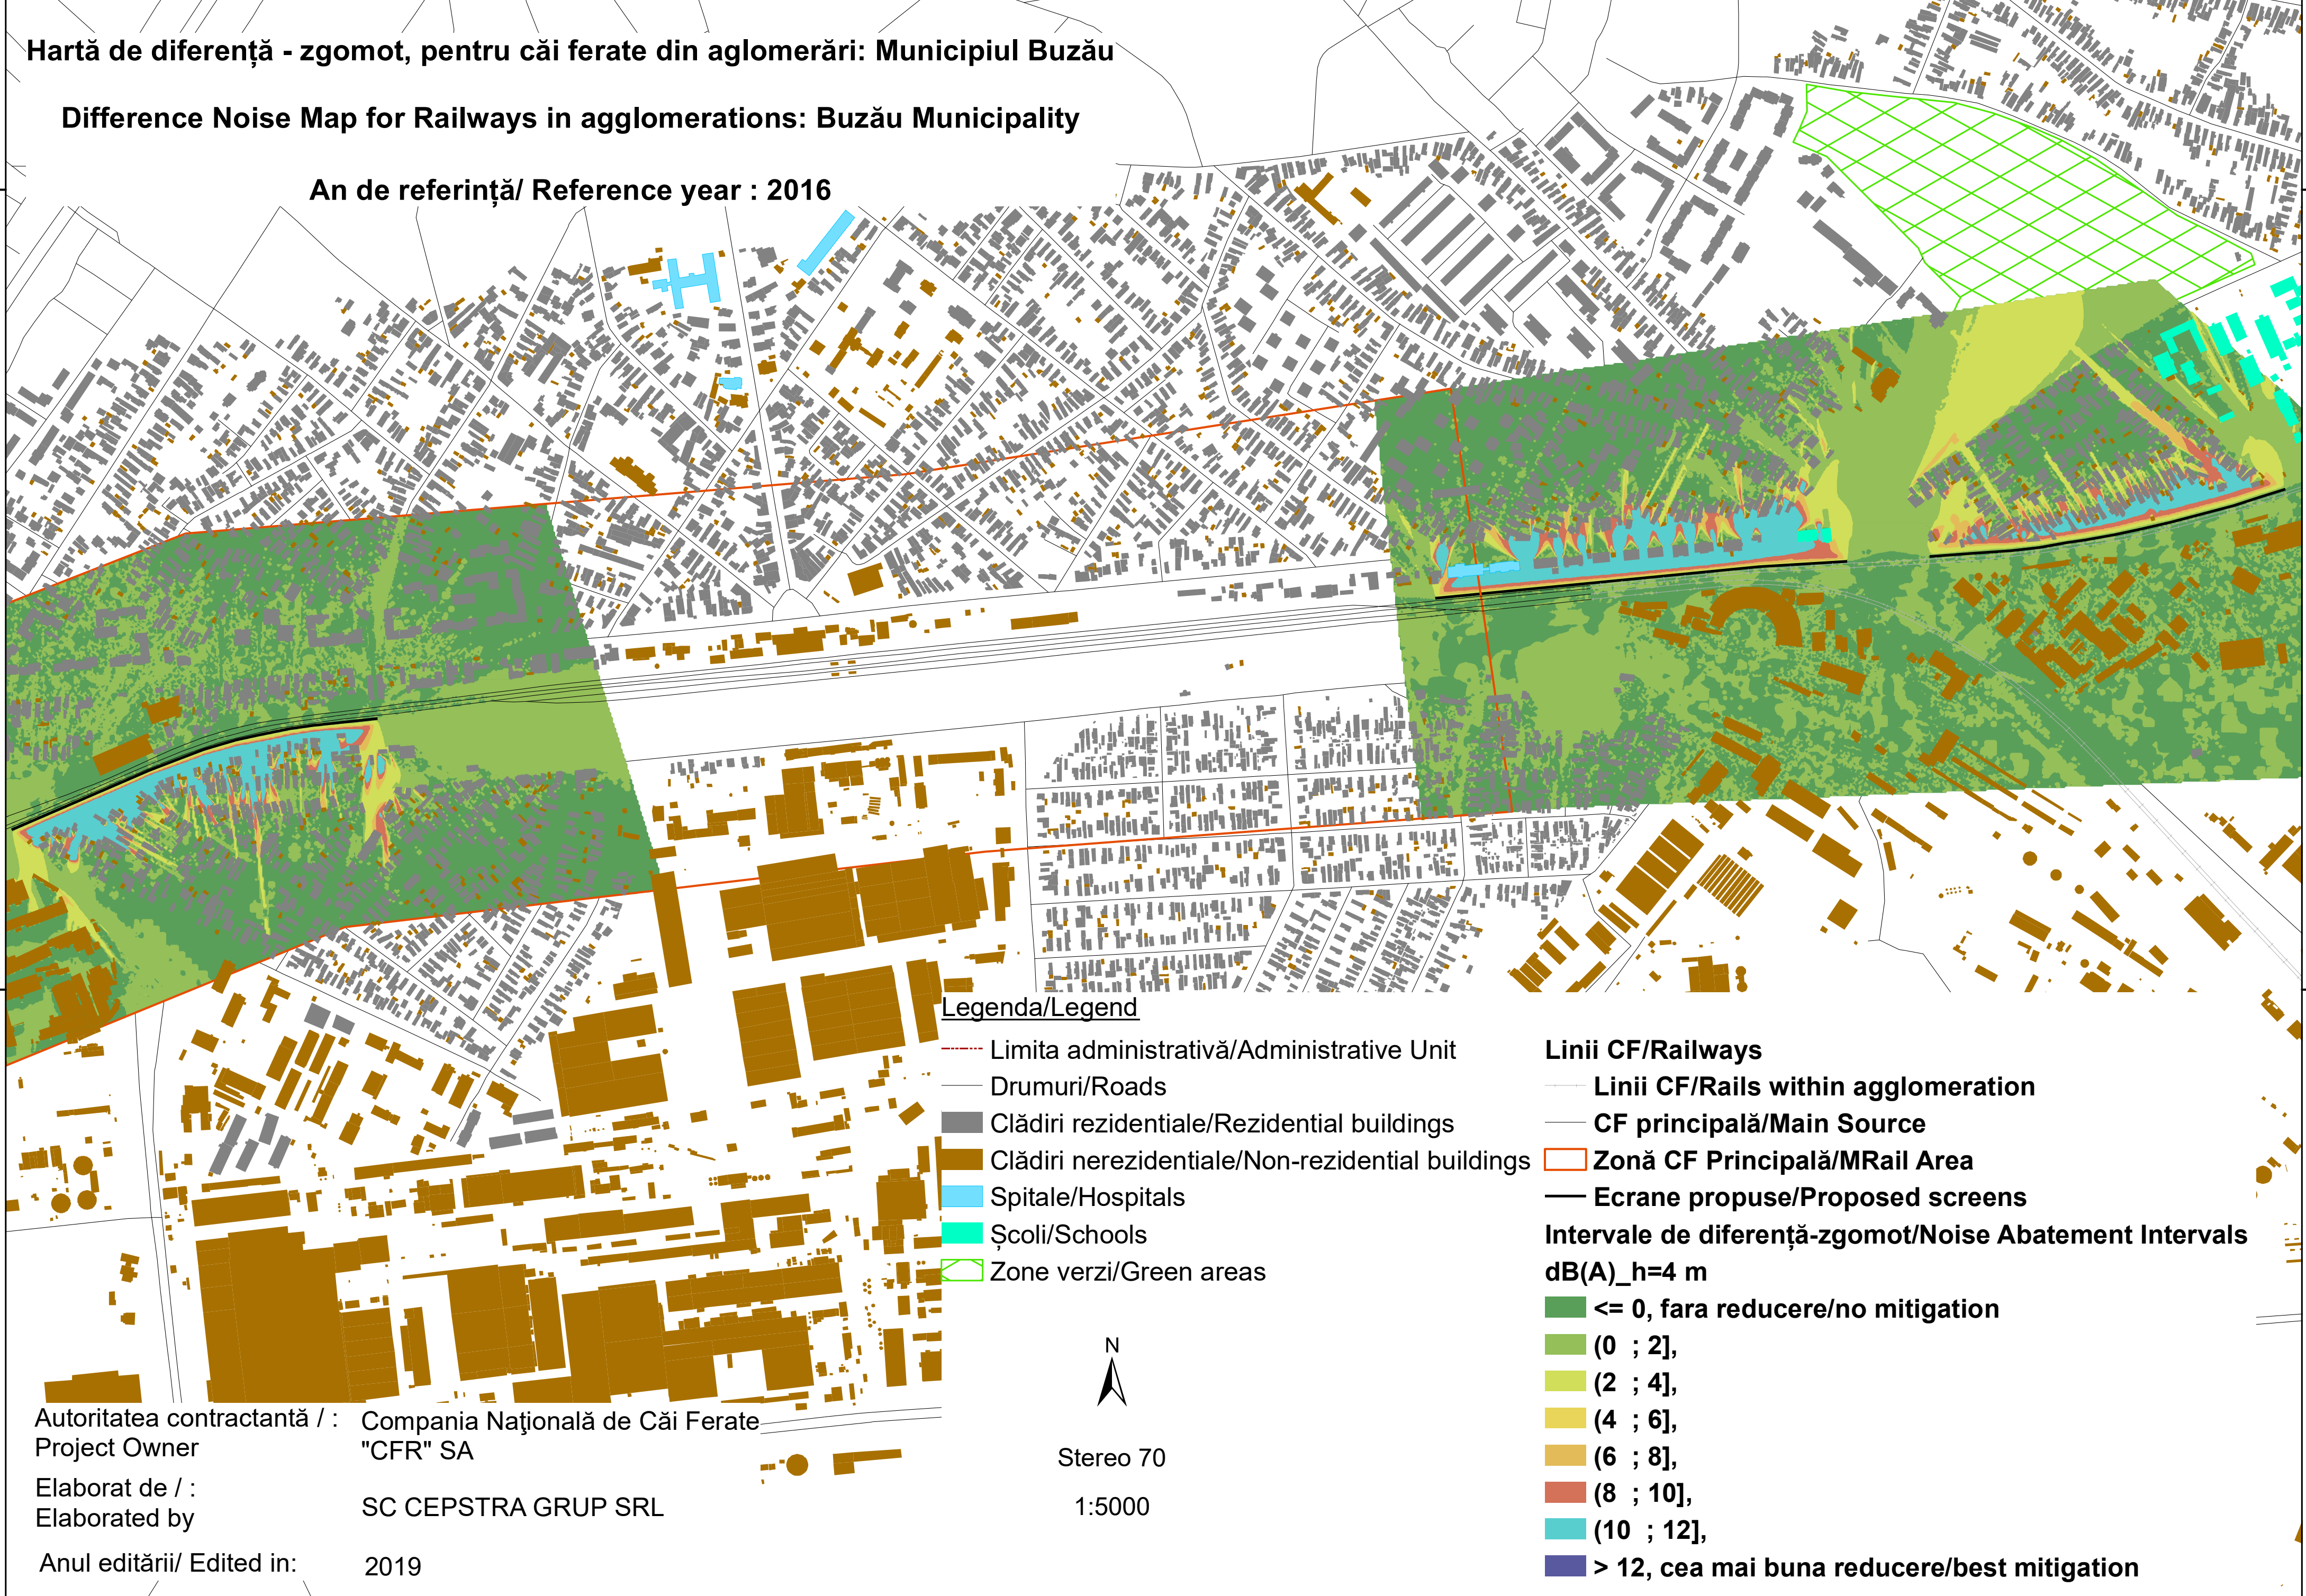 Hartă de diferență - zgomot, pentru căi ferate din aglomerări: Municipiul Buzău
Difference Noise Map for Railways in agglomerations: Buzău Municipality
An de referință/ Reference year : 2016
Legenda/Legend
Limita administrativă/Administrative Unit
Drumuri/Roads
Clădiri rezidentiale/Rezidential buildings
Clădiri nerezidentiale/Non-rezidential buildings
Spitale/Hospitals
Școli/Schools
Zone verzi/Green areas
Linii CF/Railways
Linii CF/Rails within agglomeration
CF principală/Main Source
Zonă CF Principală/MRail Area
Ecrane propuse/Proposed screens
Intervale de diferență-zgomot/Noise Abatement Intervals
dB(A)_h=4 m
<= 0, fara reducere/no mitigation
(0 ; 2],
(2 ; 4],
(4 ; 6],
(6 ; 8],
(8 ; 10],
(10 ; 12],
> 12, cea mai buna reducere/best mitigation
N
Stereo 70
1:5000
Autoritatea contractantă / : Compania Naţională de Căi Ferate
Project Owner "CFR" SA
Elaborat de / :
Elaborated by SC CEPSTRA GRUP SRL
Anul editării/ Edited in: 2019